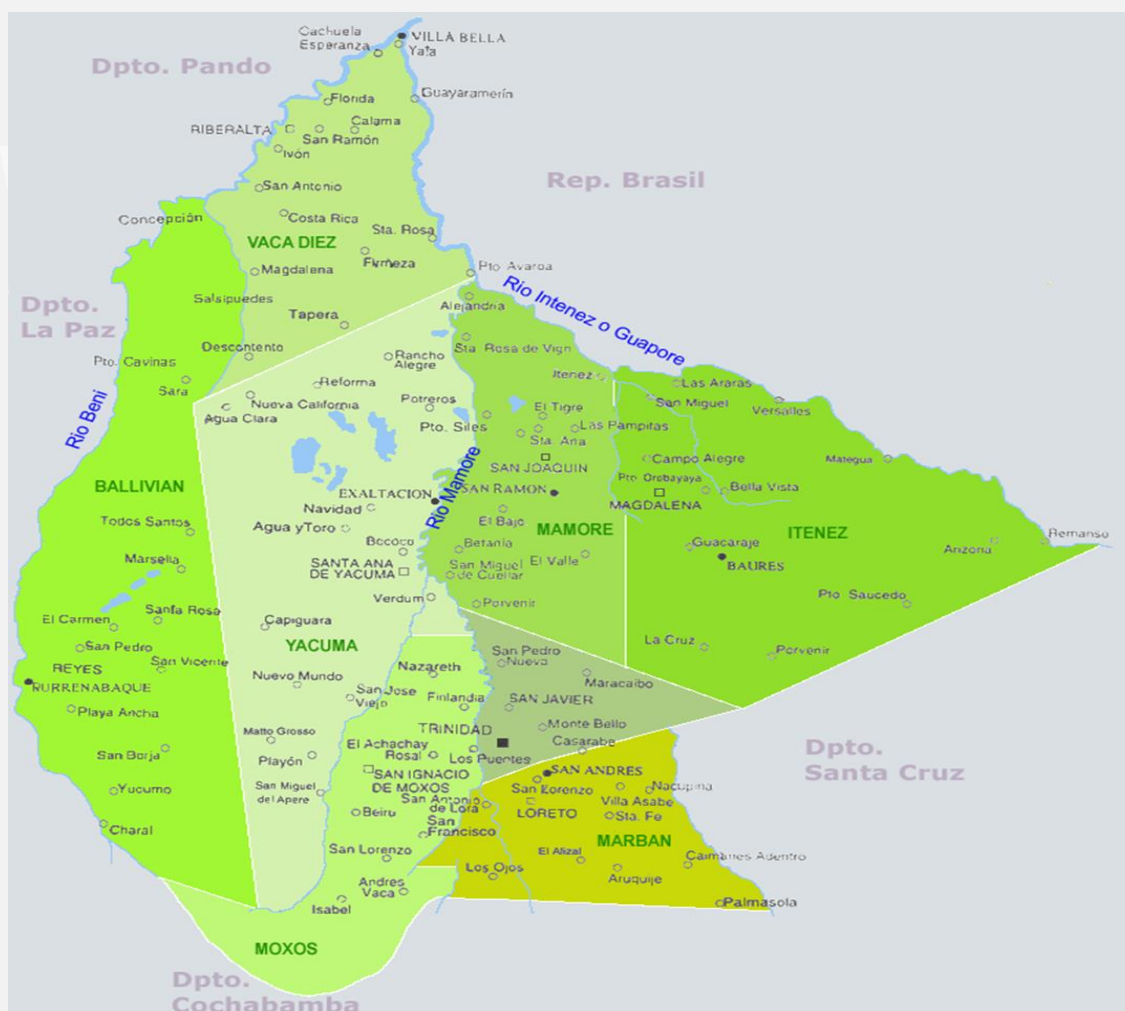 Cachuela
Esperanza
VILLA BELLA
Yata
Dpto. Pando
Florida
Guayaramerín
RIBERALTA
Calama
San Ramón
Ivón
Rep. Brasil
San Antonio
Concepción
Costa Rica
Sta. Rosa
VACA DIEZ
Firmeza
Magdalena
Pto Avaroa
Dpto.
La Paz
Salsipuedes
Alejandria
Rio Intenez o Guapore
Tapera
Descontento
Sta. Rosa de Vign
Pto. Cavinas
Rancho
Alegre
Sara
Reforma
Itenez
Las Araras
Nueva California
Potreros
San Miguel
Versalles
Agua Clara
El Tigre
Rio Beni
Pto. Siles
Las Pampitas
Sta. Ana
Rio Mamore
SAN JOAQUIN
Campo Alegre
Mategua
BALLIVIAN
Pto. Orobayaya
EXALTACION
SAN RAMON
Bella Vista
MAGDALENA
Navidad
El Bajo
Todos Santos
Agua y Toro
MAMORE
ITENEZ
Remanso
Bococo
Betania
Guacaraje
Arizona
Marsella
SANTA ANA
DE YACUMA
San Miguel
de Cuellar
El Valle
BAURES
Verdum
Porvenir
Pto Saucedo
Santa Rosa
El Carmen
Capiguara
YACUMA
La Cruz
San Pedro
San Pedro
Nueva
Porvenir
REYES
San Vicente
Nazareth
RURRENABAQUE
Nuevo Mundo
Maracaibo
San Jose
Viejo
Finlandia
SAN JAVIER
Playa Ancha
TRINIDAD
Monte Bello
Matto Grosso
El Achachay
Casarabe
San Borja
Rosal
Los Puentes
Dpto.
Santa Cruz
Playón
SAN IGNACIO
DE MOXOS
SAN ANDRES
Yucumo
San Miguel
del Apere
San Lorenzo
Nacupina
San Antonio
de Lora
Villa Asabe
Beiru
LORETO
Sta. Fe
Charal
San
Francisco
MARBAN
San Lorenzo
El Alizal
Caimanes Adentro
Los Ojos
Aruquije
Andres
Vaca
Isabel
Palmasola
MOXOS
Dpto.
Cochabamba